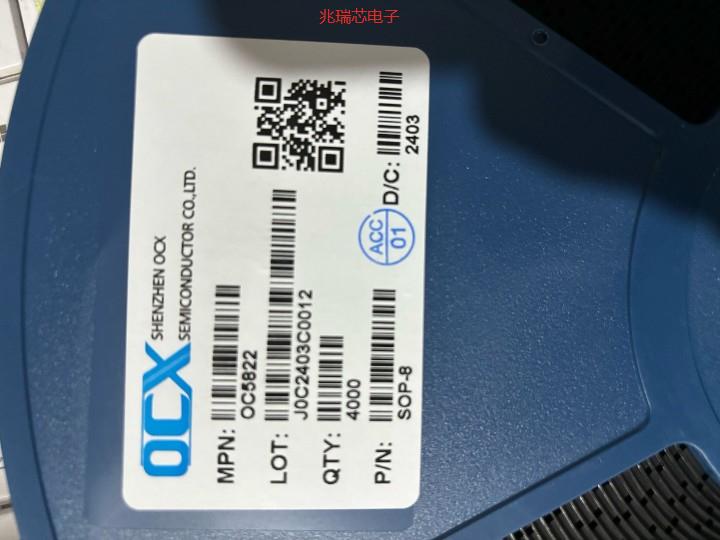 兆瑞芯电子
OCX
SHENZHEN OCX
SEMICONDUCTOR CO.,LTD.
MPN:
OC5822
LOT:
J0C2403C0012
QTY:
4000
P/N:
SOP-8
D/C:
2403
ACC
01